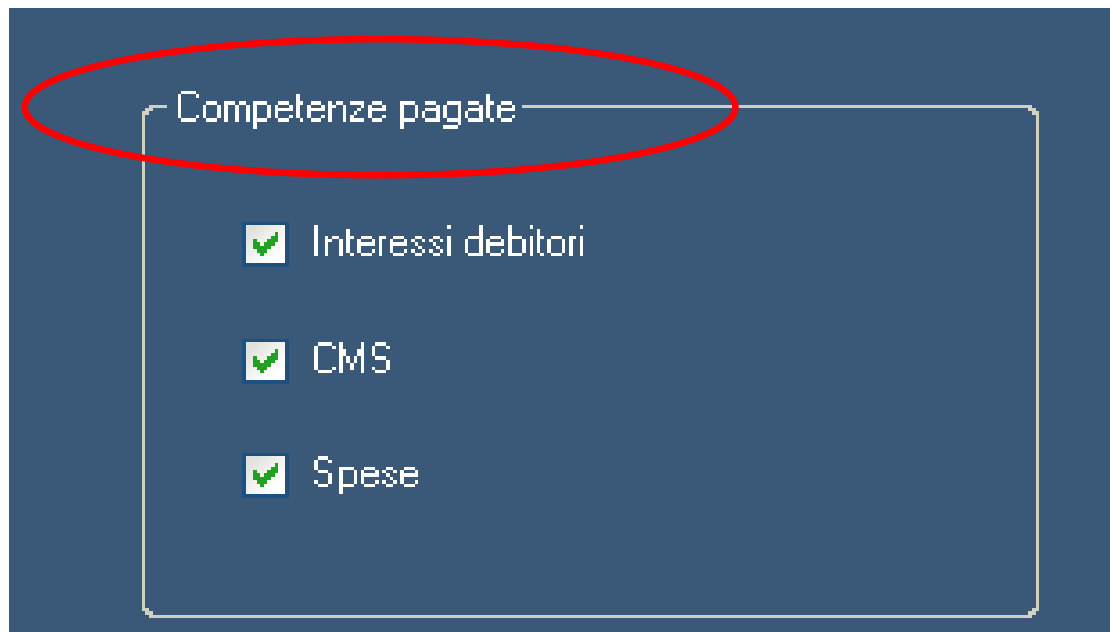 Competenze pagate
Interessi debitori
CMS
Spese